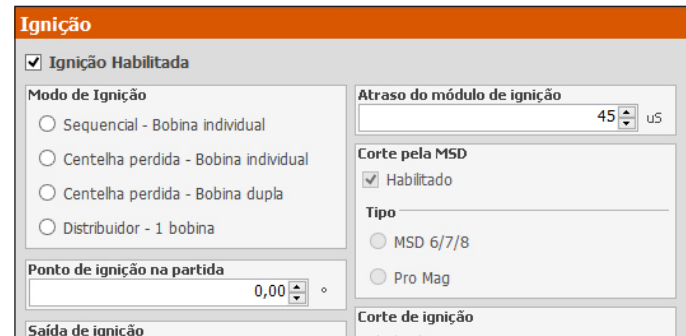 Ignição
Ignição Habilitada
Modo de Ignição
Sequencial - Bobina individual
Centelha perdida - Bobina individual
Centelha perdida - Bobina dupla
Distribuidor - 1 bobina
Ponto de ignição na partida
0,00 °
Saída de ignição
Atraso do módulo de ignição
45 uS
Corte pela MSD
Habilitado
Tipo
MSD 6/7/8
Pro Mag
Corte de ignição